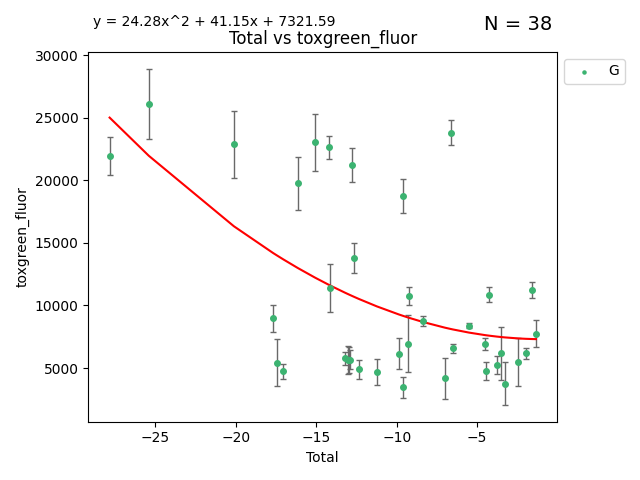 y = 24.28x^2 + 41.15x + 7321.59
N = 38
Total vs toxgreen_fluor
G
toxgreen_fluor
30000
25000
20000
15000
10000
5000
−25
−20
−15
−10
−5
Total